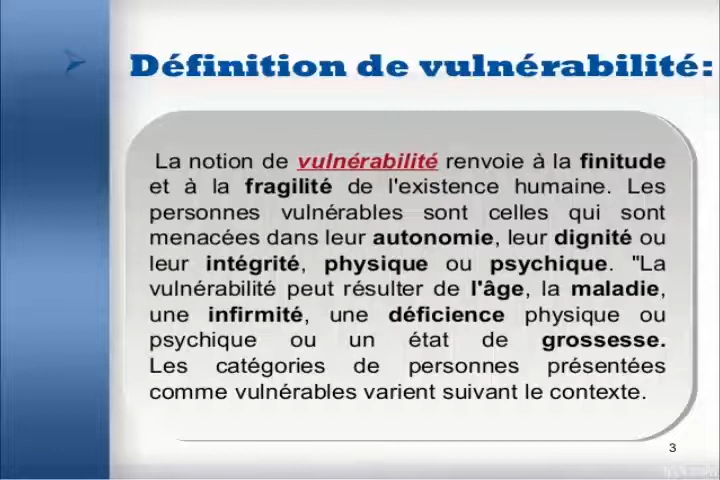 Définition de vulnérabilité:
La notion de vulnérabilité renvoie à la finitude
et à la fragilité de l'existence humaine. Les
personnes vulnérables sont celles qui sont
menacées dans leur autonomie, leur dignité ou
leur intégrité, physique ou psychique. "La
vulnérabilité peut résulter de l'âge, la maladie,
une infirmité, une déficience physique ou
psychique ou un état de grossesse.
Les catégories de personnes présentées
comme vulnérables varient suivant le contexte.
3